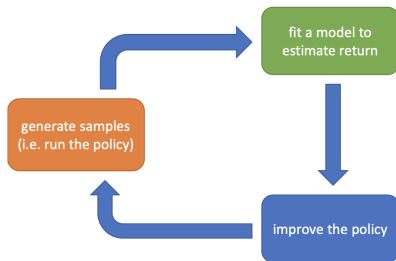 fit a model to
estimate return
generate samples
(i.e. run the policy)
improve the policy